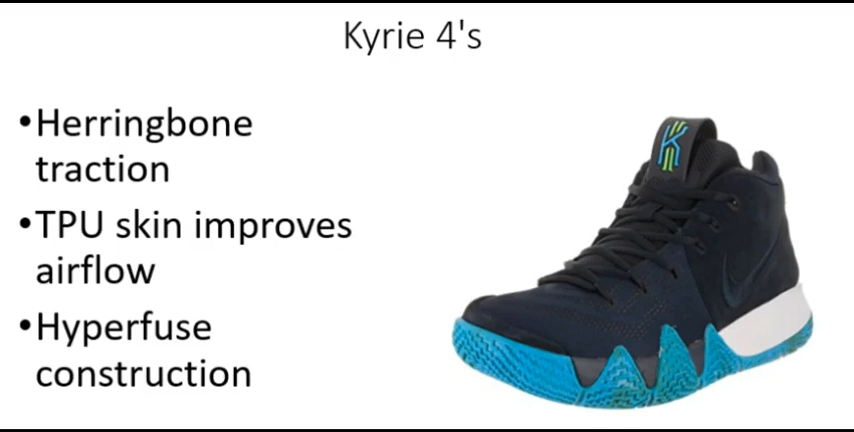 Kyrie 4's
•Herringbone
traction
•TPU skin improves
airflow
•Hyperfuse
construction